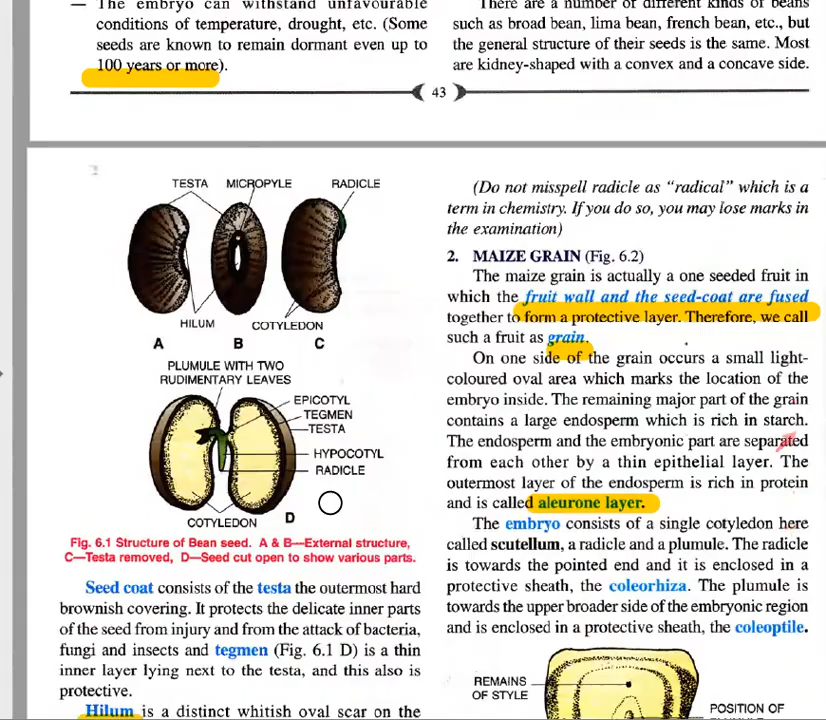 — The embryo can withstand unfavourable
conditions of temperature, drought, etc. (Some
seeds are known to remain dormant even up to
100 years or more).
There are a number of different kinds of beans
such as broad bean, lima bean, french bean, etc., but
the general structure of their seeds is the same. Most
are kidney-shaped with a convex and a concave side.
43
TESTA MICROPYLE RADICLE
HILUM COTYLEDON
A B C
PLUMULE WITH TWO
RUDIMENTARY LEAVES
EPICOTYL
TEGMEN
TESTA
HYPOCOTYL
RADICLE
COTYLEDON D
Fig. 6.1 Structure of Bean seed. A & B—External structure,
C—Testa removed, D—Seed cut open to show various parts.
Seed coat consists of the testa the outermost hard
brownish covering. It protects the delicate inner parts
of the seed from injury and from the attack of bacteria,
fungi and insects and tegmen (Fig. 6.1 D) is a thin
inner layer lying next to the testa, and this also is
protective.
Hilum is a distinct whitish oval scar on the
(Do not misspell radicle as “radical” which is a
term in chemistry. If you do so, you may lose marks in
the examination)
2. MAIZE GRAIN (Fig. 6.2)
The maize grain is actually a one seeded fruit in
which the fruit wall and the seed-coat are fused
together to form a protective layer. Therefore, we call
such a fruit as grain.
On one side of the grain occurs a small light-
coloured oval area which marks the location of the
embryo inside. The remaining major part of the grain
contains a large endosperm which is rich in starch.
The endosperm and the embryonic part are separated
from each other by a thin epithelial layer. The
outermost layer of the endosperm is rich in protein
and is called aleurone layer.
The embryo consists of a single cotyledon here
called scutellum, a radicle and a plumule. The radicle
is towards the pointed end and it is enclosed in a
protective sheath, the coleorhiza. The plumule is
towards the upper broader side of the embryonic region
and is enclosed in a protective sheath, the coleoptile.
REMAINS
OF STYLE
POSITION OF